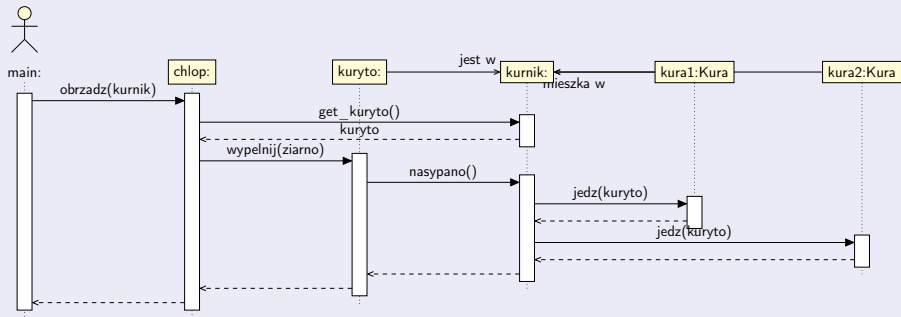 main:
chlop:
kuryto:
jest w
kurnik:
mieszka w
kura1:Kura
kura2:Kura
obrzadz(kurnik)
get_kuryto()
kuryto
wypelnij(ziarno)
nasypano()
jedz(kuryto)
jedz(kuryto)